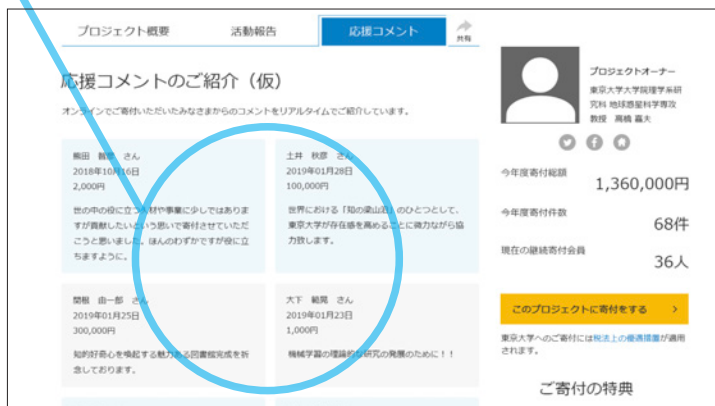 プロジェクト概要
活動報告
応援コメント
共有
応援コメントのご紹介（仮）
オンラインでご寄付いただいたみなさまからのコメントをリアルタイムでご紹介しています。
熊田 さん
2018年10月16日
2,000円
世の中の役に立つ人材や事業に少しではありま
すが貢献したいという思いで寄付させていただ
こうと思いました。ほんのわずかですが役に立
ちますように。
土井 秋彦 さん
2019年01月28日
100,000円
世界における「知の梁山泊」のひとつとして、
東京大学が存在感を高めることに微力ながら協
力致します。
関根 由一郎 さん
2019年01月25日
300,000円
知的好奇心を喚起する魅力ある図書館完成を祈
念しております。
大下 範晃 さん
2019年01月23日
1,000円
機械学習の理論的な研究の発展のために！！
プロジェクトオーナー
東京大学大学院理学系研
究科 地球惑星科学専攻
教授 高橋 嘉夫
今年度寄付総額
1,360,000円
今年度寄付件数
68件
現在の継続寄付会員
36人
このプロジェクトに寄付をする
東京大学へのご寄付には税法上の優遇措置が適用
されます。
ご寄付の特典